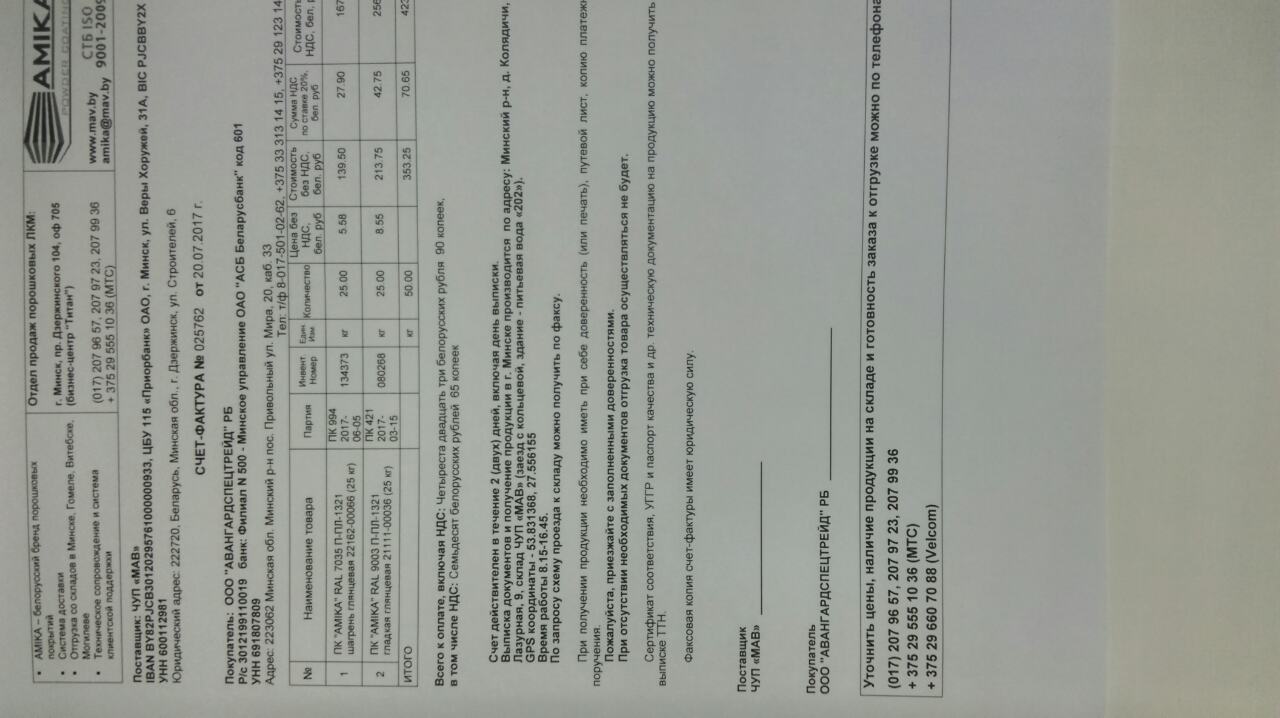 • AMIKA – белорусский бренд порошковых
покрытий
• Система доставки
• Отгрузка со складов в Минске, Гомеле, Витебске,
Могилеве
• Техническое сопровождение и система
клиентской поддержки
Отдел продаж порошковых ПКМ:
г. Минск, пр. Дзержинского 104, оф 705
(бизнес-центр "Титан")
(017) 207 96 57, 207 97 23, 207 99 36
+ 375 29 555 10 36 (МТС)
AMIKA
POWDER COATING
www.mav.by
amika@mav.by
СТБ ISO
9001-2009
Поставщик: ЧУП «МАВ»
IBAN BY82PJCB30120295761000000933, ЦБУ 115 «Приорбанк» ОАО, г. Минск, ул. Веры Хоружей, 31А, BIC PJCBBY2X
УНН 600112981
Юридический адрес: 222720, Беларусь, Минская обл., г. Дзержинск, ул. Строителей, 6
СЧЕТ-ФАКТУРА № 025762 от 20.07.2017 г.
Покупатель: ООО "АВАНГАРДСПЕЦТРЕЙД" РБ
Р/с 3012199110019 банк: Филиал N 500 - Минское управление ОАО "АСБ Беларусбанк" код 601
УНН 691807809
Адрес: 223062 Минская обл. Минский р-н пос. Привольный ул. Мира, 20, каб. 33
Тел: т/ф 8-017-501-02-62, +375 33 313 14 15, +375 29 123 14
№ Наименование товара Партия Инвент. Номер Един Изм Количество Цена без НДС, бел. руб Стоимость без НДС, бел. руб Сумма НДС по ставке 20%, бел. руб Стоимость НДС, бел. р
1 ПК "AMIKA" RAL 7035 П-ПЛ-1321 шагрень глянцевая 22162-00066 (25 кг) ПК 994 2017-06-05 134373 кг 25.00 5.58 139.50 27.90 167
2 ПК "AMIKA" RAL 9003 П-ПЛ-1321 гладкая глянцевая 21111-00036 (25 кг) ПК 421 2017-03-15 080268 кг 25.00 8.55 213.75 42.75 256
ИТОГО кг 50.00 353.25 70.65 423
Всего к оплате, включая НДС: Четыреста двадцать три белорусских рубля 90 копеек,
в том числе НДС: Семьдесят белорусских рублей 65 копеек
Счет действителен в течение 2 (двух) дней, включая день выписки.
Выписка документов и получение продукции в г. Минске производится по адресу: Минский р-н, д. Колядичи,
Лазурная, 9, склад ЧУП «МАВ» (заезд с кольцевой, здание - питьевая вода «202»).
GPS координаты - 53.831368, 27.556155
Время работы 8.15-16.45.
По запросу схему проезда к складу можно получить по факсу.
При получении продукции необходимо иметь при себе доверенность (или печать), путевой лист, копию платежн
поручения.
Пожалуйста, приезжайте с заполненными доверенностями.
При отсутствии необходимых документов отгрузка товара осуществляться не будет.
Сертификат соответствия, УГГР и паспорт качества и др. техническую документацию на продукцию можно получить
выписке ТТН.
Факсовая копия счет-фактуры имеет юридическую силу.
Поставщик
ЧУП «МАВ»
Покупатель
ООО "АВАНГАРДСПЕЦТРЕЙД" РБ
Уточнить цены, наличие продукции на складе и готовность заказа к отгрузке можно по телефона
(017) 207 96 57, 207 97 23, 207 99 36
+ 375 29 555 10 36 (МТС)
+ 375 29 660 70 88 (Velcom)